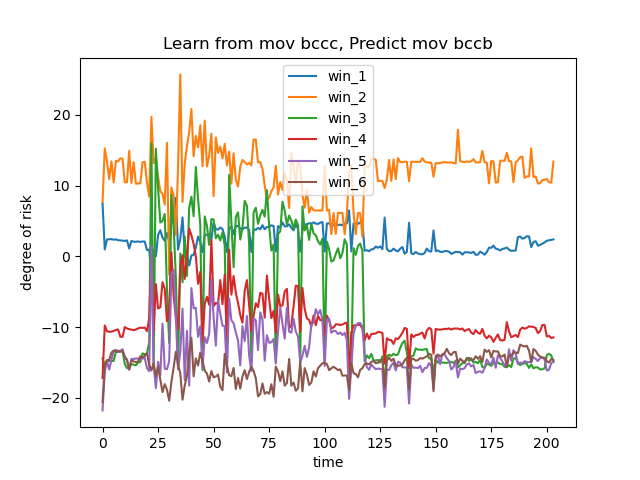 Learn from mov bccc, Predict mov bccb
win_1
win_2
win_3
win_4
win_5
win_6
degree of risk
20
10
0
−10
−20
0 25 50 75 100 125 150 175 200
time